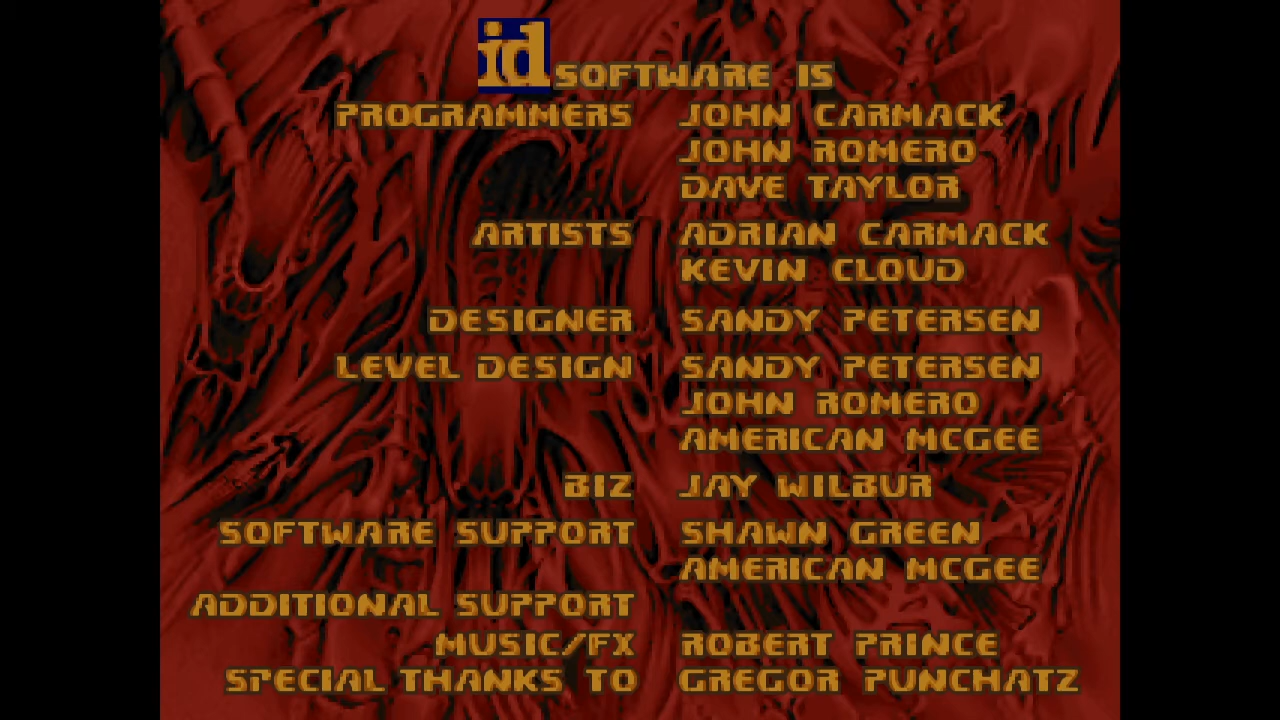 id SOFTWARE IS
PROGRAMMERS JOHN CARMACK
JOHN ROMERO
DAVE TAYLOR
ARTISTS ADRIAN CARMACK
KEVIN CLOUD
DESIGNER SANDY PETERSEN
LEVEL DESIGN SANDY PETERSEN
JOHN ROMERO
AMERICAN MCGEE
BIZ JAY WILBUR
SOFTWARE SUPPORT SHAWN GREEN
AMERICAN MCGEE
ADDITIONAL SUPPORT
MUSIC/FX ROBERT PRINCE
SPECIAL THANKS TO GREGOR PUNCHATZ